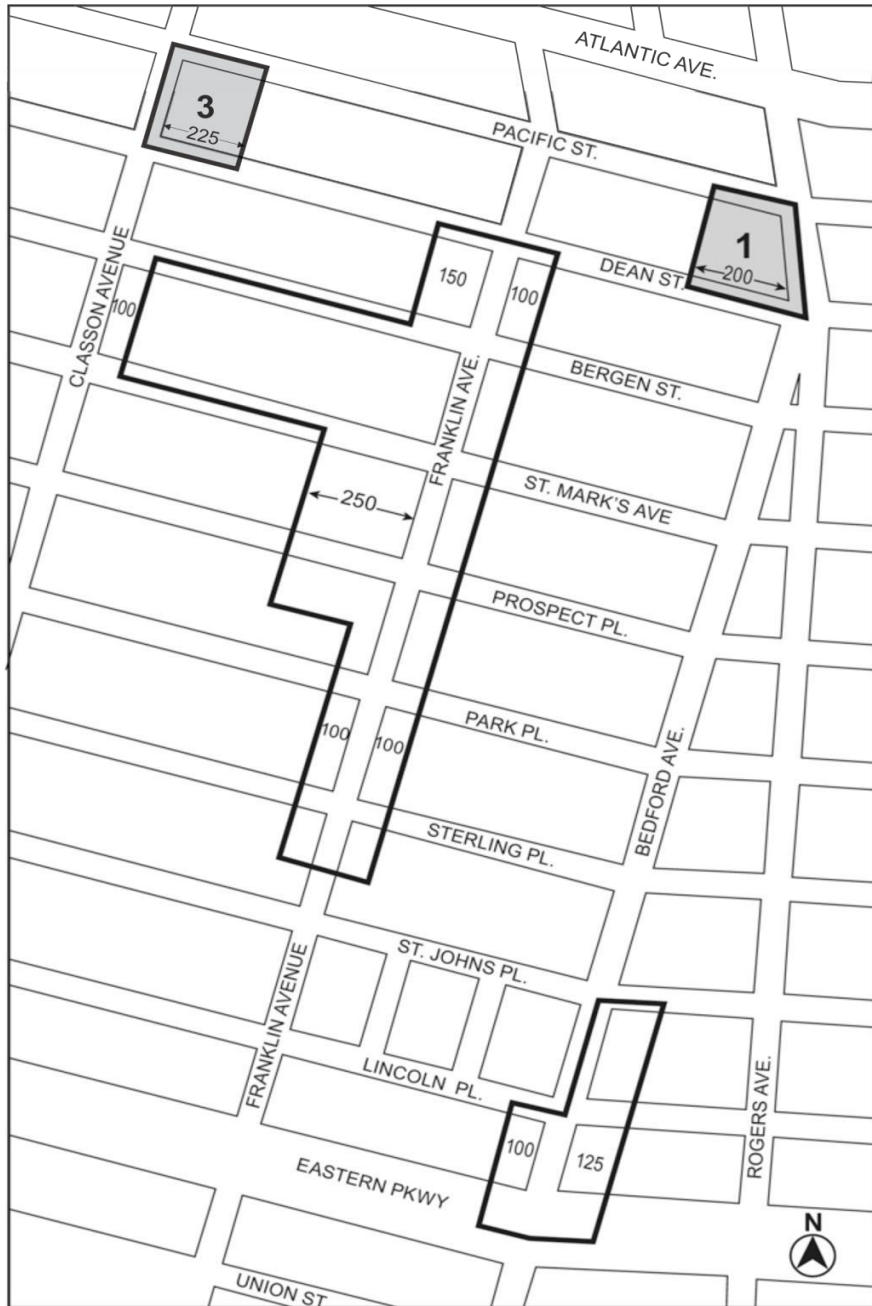 ATLANTIC AVE.
3
225
PACIFIC ST.
1
200
DEAN ST.
CLASSON AVENUE
100
150
100
FRANKLIN AVE.
BERGEN ST.
250
ST. MARK'S AVE
PROSPECT PL.
PARK PL.
100
100
BEDFORD AVE.
STERLING PL.
ST. JOHNS PL.
FRANKLIN AVENUE
LINCOLN PL.
ROGERS AVE.
100
125
EASTERN PKWY
N
UNION ST